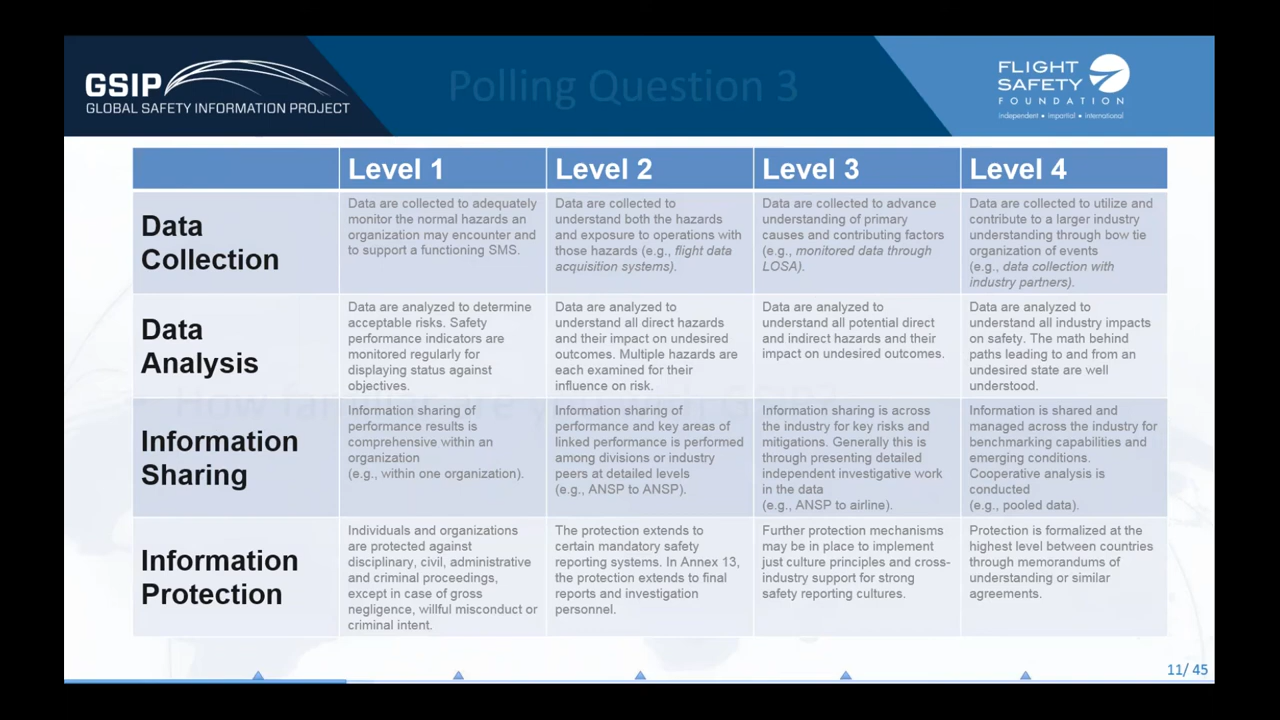 GSIP
GLOBAL SAFETY INFORMATION PROJECT
Polling Question 3
FLIGHT
SAFETY
FOUNDATION
independent • impartial • international
Level 1
Level 2
Level 3
Level 4
Data
Collection
Data are collected to adequately
monitor the normal hazards an
organization may encounter and
to support a functioning SMS.
Data are collected to
understand both the hazards
and exposure to operations with
those hazards (e.g., flight data
acquisition systems).
Data are collected to advance
understanding of primary
causes and contributing factors
(e.g., monitored data through
LOSA).
Data are collected to utilize and
contribute to a larger industry
understanding through bow tie
organization of events
(e.g., data collection with
industry partners).
Data
Analysis
Data are analyzed to determine
acceptable risks. Safety
performance indicators are
monitored regularly for
displaying status against
objectives.
Data are analyzed to
understand all direct hazards
and their impact on undesired
outcomes. Multiple hazards are
each examined for their
influence on risk.
Data are analyzed to
understand all potential direct
and indirect hazards and their
impact on undesired outcomes.
Data are analyzed to
understand all industry impacts
on safety. The math behind
paths leading to and from an
undesired state are well
understood.
• How familiar are you with GSIP?
Information
Sharing
Information sharing of
performance results is
comprehensive within an
organization
(e.g., within one organization).
Information sharing of
performance and key areas of
linked performance is performed
among divisions or industry
peers at detailed levels
(e.g., ANSP to ANSP).
Information sharing is across
the industry for key risks and
mitigations. Generally this is
through presenting detailed
independent investigative work
in the data
(e.g., ANSP to airline).
Information is shared and
managed across the industry for
benchmarking capabilities and
emerging conditions.
Cooperative analysis is
conducted
(e.g., pooled data).
Information
Protection
Individuals and organizations
are protected against
disciplinary, civil, administrative
and criminal proceedings,
except in case of gross
negligence, willful misconduct or
criminal intent.
The protection extends to
certain mandatory safety
reporting systems. In Annex 13,
the protection extends to final
reports and investigation
personnel.
Further protection mechanisms
may be in place to implement
just culture principles and cross-
industry support for strong
safety reporting cultures.
Protection is formalized at the
highest level between countries
through memorandums of
understanding or similar
agreements.
11/ 45